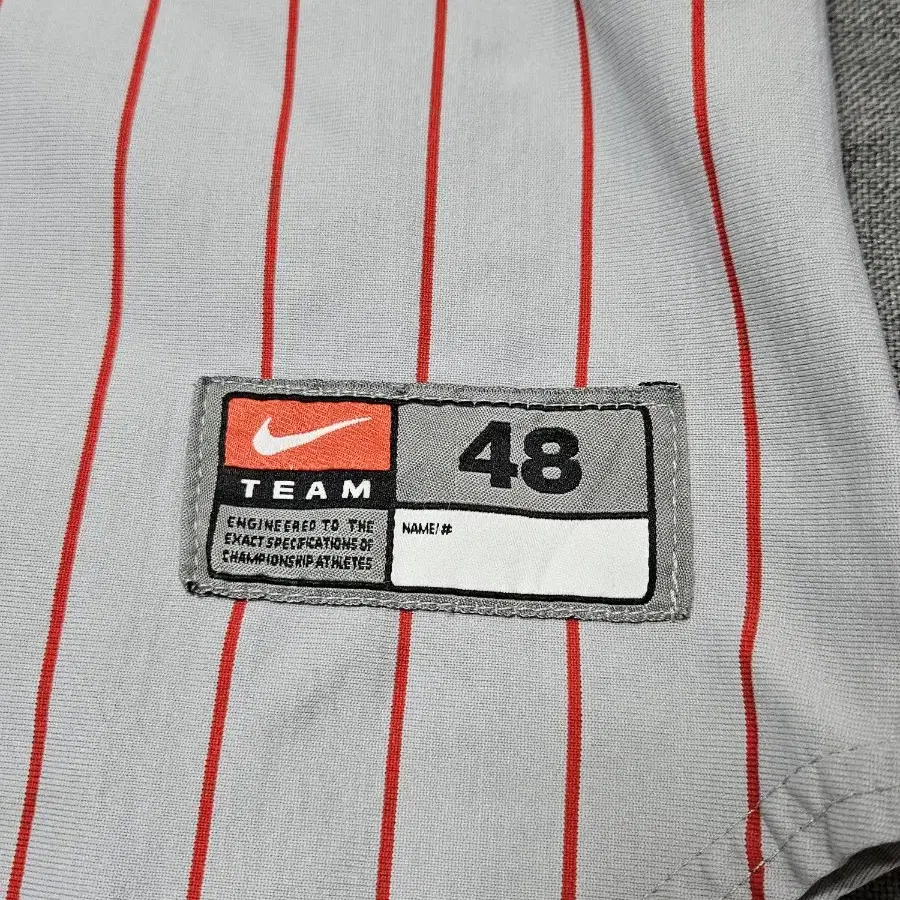 TEAM
48
ENGINEERED TO THE
EXACT SPECIFICATIONS OF
CHAMPIONSHIP ATHLETES
NAME/#